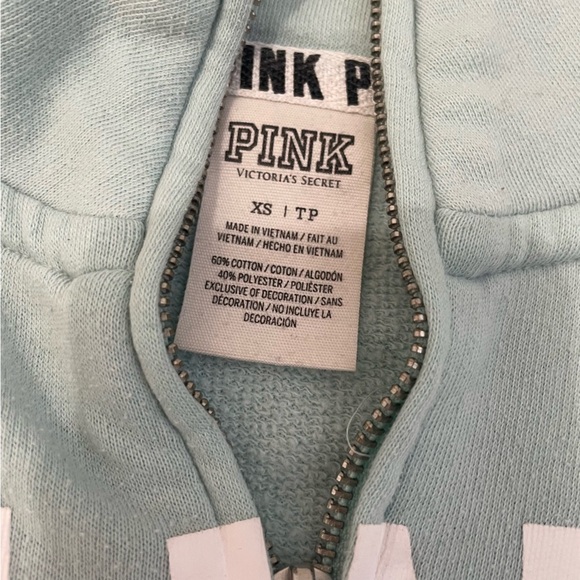 INK P
PINK
VICTORIA'S SECRET
XS | TP
MADE IN VIETNAM / FAIT AU
VIETNAM / HECHO EN VIETNAM
60% COTTON / COTON / ALGODÓN
40% POLYESTER / POLIÉSTER
EXCLUSIVE OF DECORATION / SANS
DÉCORATION / NO INCLUYE LA
DECORACIÓN